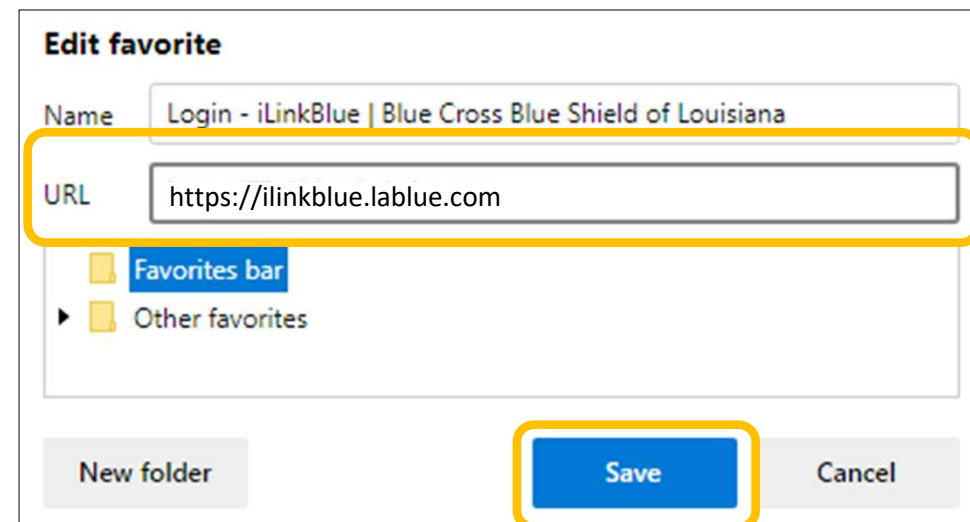 Edit favorite
Name Login - iLinkBlue | Blue Cross Blue Shield of Louisiana
URL https://ilinkblue.lablue.com
Favorites bar
Other favorites
New folder Save Cancel